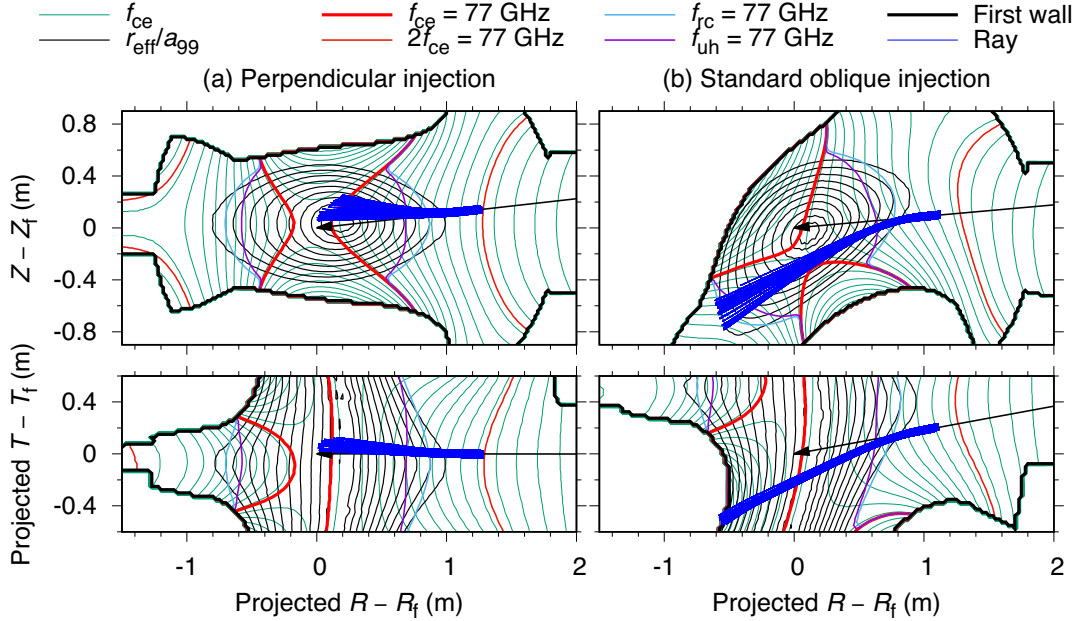 f_ce f_ce = 77 GHz f_rc = 77 GHz First wall
r_eff/a_99 2f_ce = 77 GHz f_uh = 77 GHz Ray
(a) Perpendicular injection (b) Standard oblique injection
Z − Z_f (m)
0.8
0.4
0
-0.4
-0.8
Projected T − T_f (m)
0.4
0
-0.4
-1 0 1 2 -1 0 1 2
Projected R − R_f (m) Projected R − R_f (m)